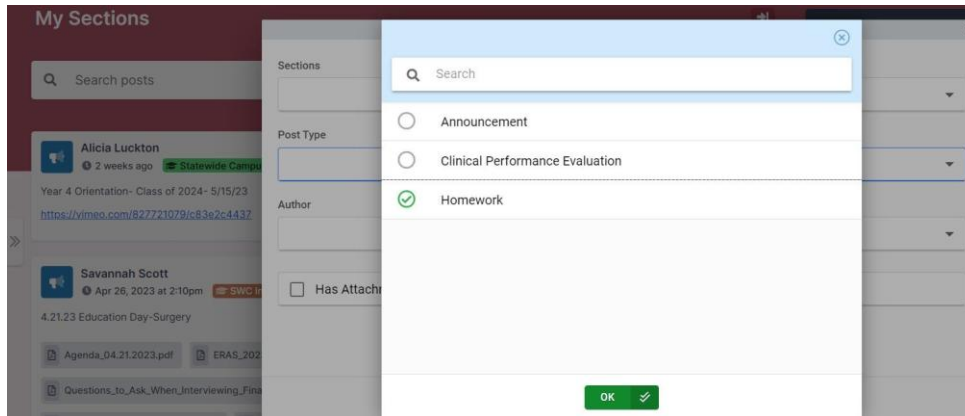 My Sections
Search posts
Alicia Luckton
2 weeks ago Statewide Campu
Year 4 Orientation- Class of 2024- 5/15/23
https://vimeo.com/827721079/c83e2c4437
Savannah Scott
Apr 26, 2023 at 2:10pm SWC In
4.21.23 Education Day-Surgery
Agenda_04.21.2023.pdf ERAS_202
Questions_to_Ask_When_Interviewing_Fina
Sections
Post Type
Author
Has Attachm
Search
Announcement
Clinical Performance Evaluation
Homework
OK